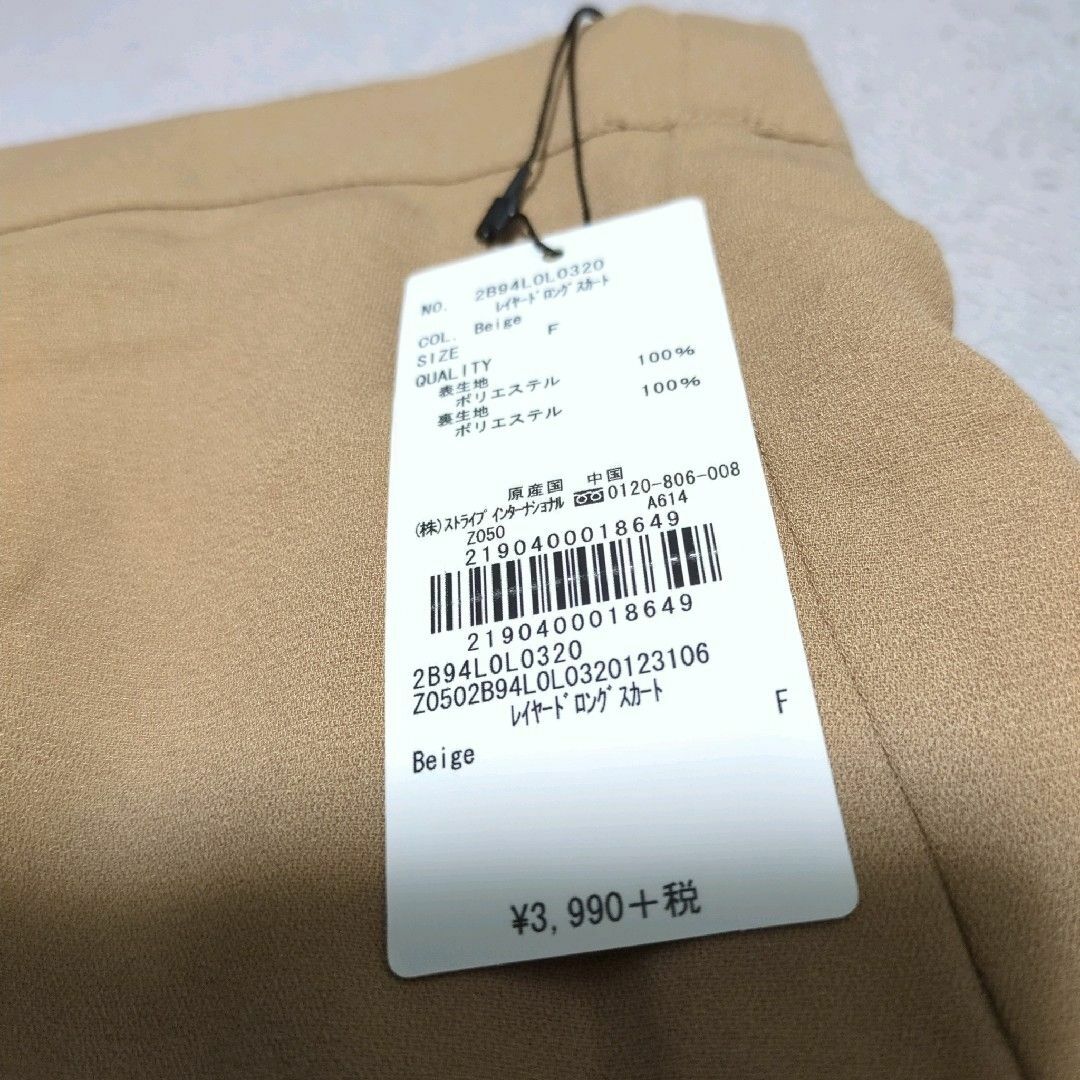 NO. 2B94L0L0320
ﾚｲﾔｰﾄﾞﾛﾝｸﾞｽｶｰﾄ
COL. Beige
SIZE F
QUALITY
表生地 100%
ポリエステル
裏生地 100%
ポリエステル
原産国 中国
(株)ｽﾄﾗｲﾌﾟｲﾝﾀｰﾅｼｮﾅﾙ 0120-806-008
Z050 A614
2190400018649
2190400018649
2B94L0L0320
Z0502B94L0L0320123106
ﾚｲﾔｰﾄﾞﾛﾝｸﾞｽｶｰﾄ
Beige F
¥3,990+税